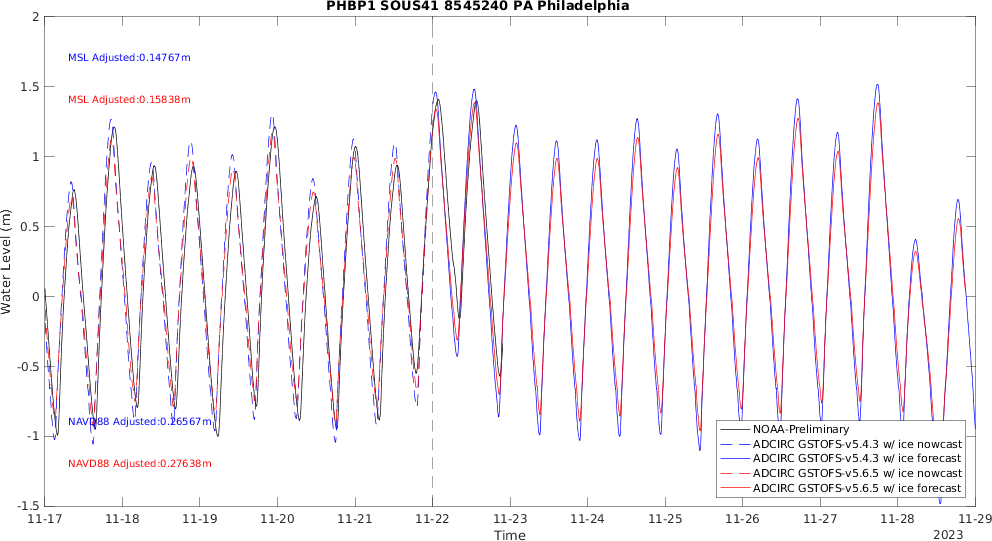 PHBP1 SOUS41 8545240 PA Philadelphia
2
1.5
1
0.5
0
-0.5
-1
-1.5
Water Level (m)
MSL Adjusted:0.14767m
MSL Adjusted:0.15838m
NAVD88 Adjusted:0.26567m
NAVD88 Adjusted:0.27638m
NOAA-Preliminary
ADCIRC GSTOFS-v5.4.3 w/ ice nowcast
ADCIRC GSTOFS-v5.4.3 w/ ice forecast
ADCIRC GSTOFS-v5.6.5 w/ ice nowcast
ADCIRC GSTOFS-v5.6.5 w/ ice forecast
11-17 11-18 11-19 11-20 11-21 11-22 11-23 11-24 11-25 11-26 11-27 11-28 11-29
Time
2023